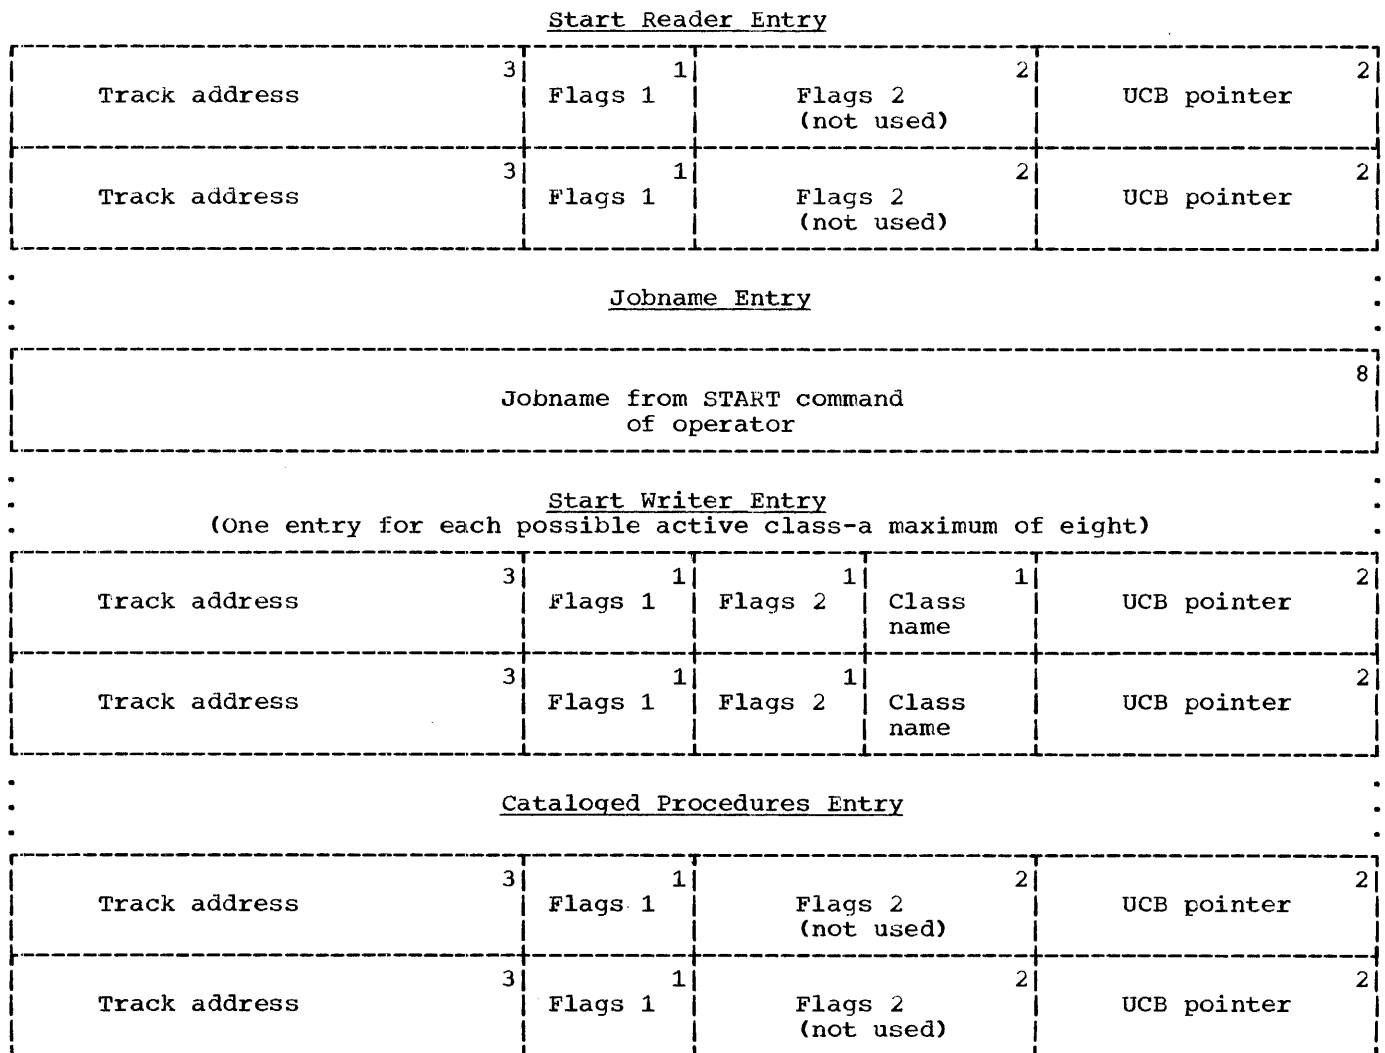 Start Reader Entry
3 1 2 2
Track address Flags 1 Flags 2 UCB pointer
(not used)
3 1 2 2
Track address Flags 1 Flags 2 UCB pointer
(not used)
Jobname Entry
8
Jobname from START command
of operator
Start Writer Entry
(One entry for each possible active class-a maximum of eight)
3 1 1 1 2
Track address Flags 1 Flags 2 Class UCB pointer
name
3 1 1 2
Track address Flags 1 Flags 2 Class UCB pointer
name
Cataloged Procedures Entry
3 1 2 2
Track address Flags 1 Flags 2 UCB pointer
(not used)
3 1 2 2
Track address Flags 1 Flags 2 UCB pointer
(not used)